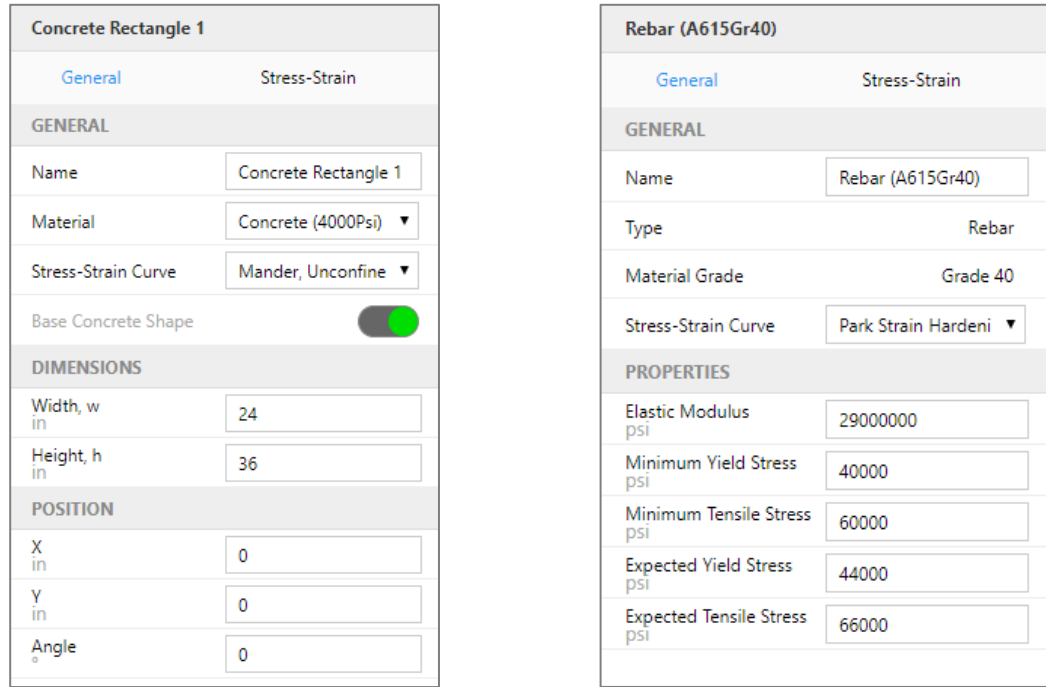 Concrete Rectangle 1
General Stress-Strain
GENERAL
Name Concrete Rectangle 1
Material Concrete (4000Psi)
Stress-Strain Curve Mander, Unconfine
Base Concrete Shape
DIMENSIONS
Width, w
in 24
Height, h
in 36
POSITION
X
in 0
Y
in 0
Angle
° 0
Rebar (A615Gr40)
General Stress-Strain
GENERAL
Name Rebar (A615Gr40)
Type Rebar
Material Grade Grade 40
Stress-Strain Curve Park Strain Hardeni
PROPERTIES
Elastic Modulus
psi 29000000
Minimum Yield Stress
psi 40000
Minimum Tensile Stress
psi 60000
Expected Yield Stress
psi 44000
Expected Tensile Stress
psi 66000